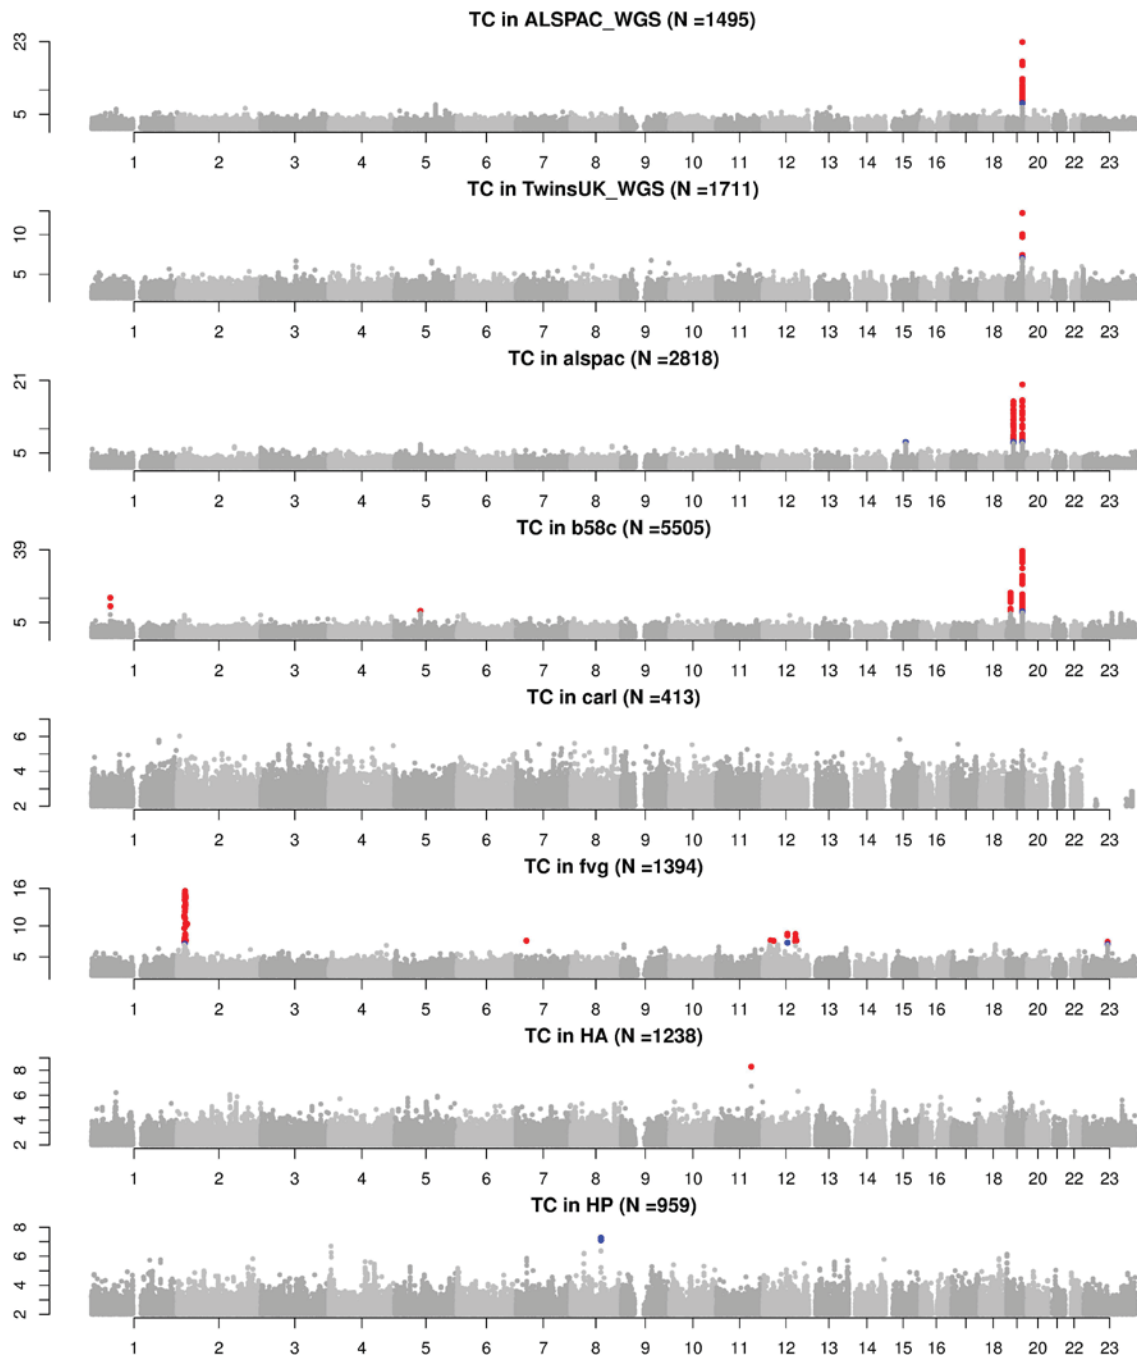 TC in ALSPAC_WGS (N =1495)
23
5
1 2 3 4 5 6 7 8 9 10 11 12 13 15 16 18 20 22 23
TC in TwinsUK_WGS (N =1711)
10
5
1 2 3 4 5 6 7 8 9 10 11 12 13 15 16 18 20 22 23
TC in alspac (N =2818)
21
5
1 2 3 4 5 6 7 8 9 10 11 12 13 15 16 18 20 22 23
TC in b58c (N =5505)
39
5
1 2 3 4 5 6 7 8 9 10 11 12 13 15 16 18 20 22 23
TC in carl (N =413)
6
4
2
1 2 3 4 5 6 7 8 9 10 11 12 13 15 16 18 20 22 23
TC in fvg (N =1394)
16
10
5
1 2 3 4 5 6 7 8 9 10 11 12 13 15 16 18 20 22 23
TC in HA (N =1238)
8
6
4
2
1 2 3 4 5 6 7 8 9 10 11 12 13 15 16 18 20 22 23
TC in HP (N =959)
8
6
4
2
1 2 3 4 5 6 7 8 9 10 11 12 13 15 16 18 20 22 23